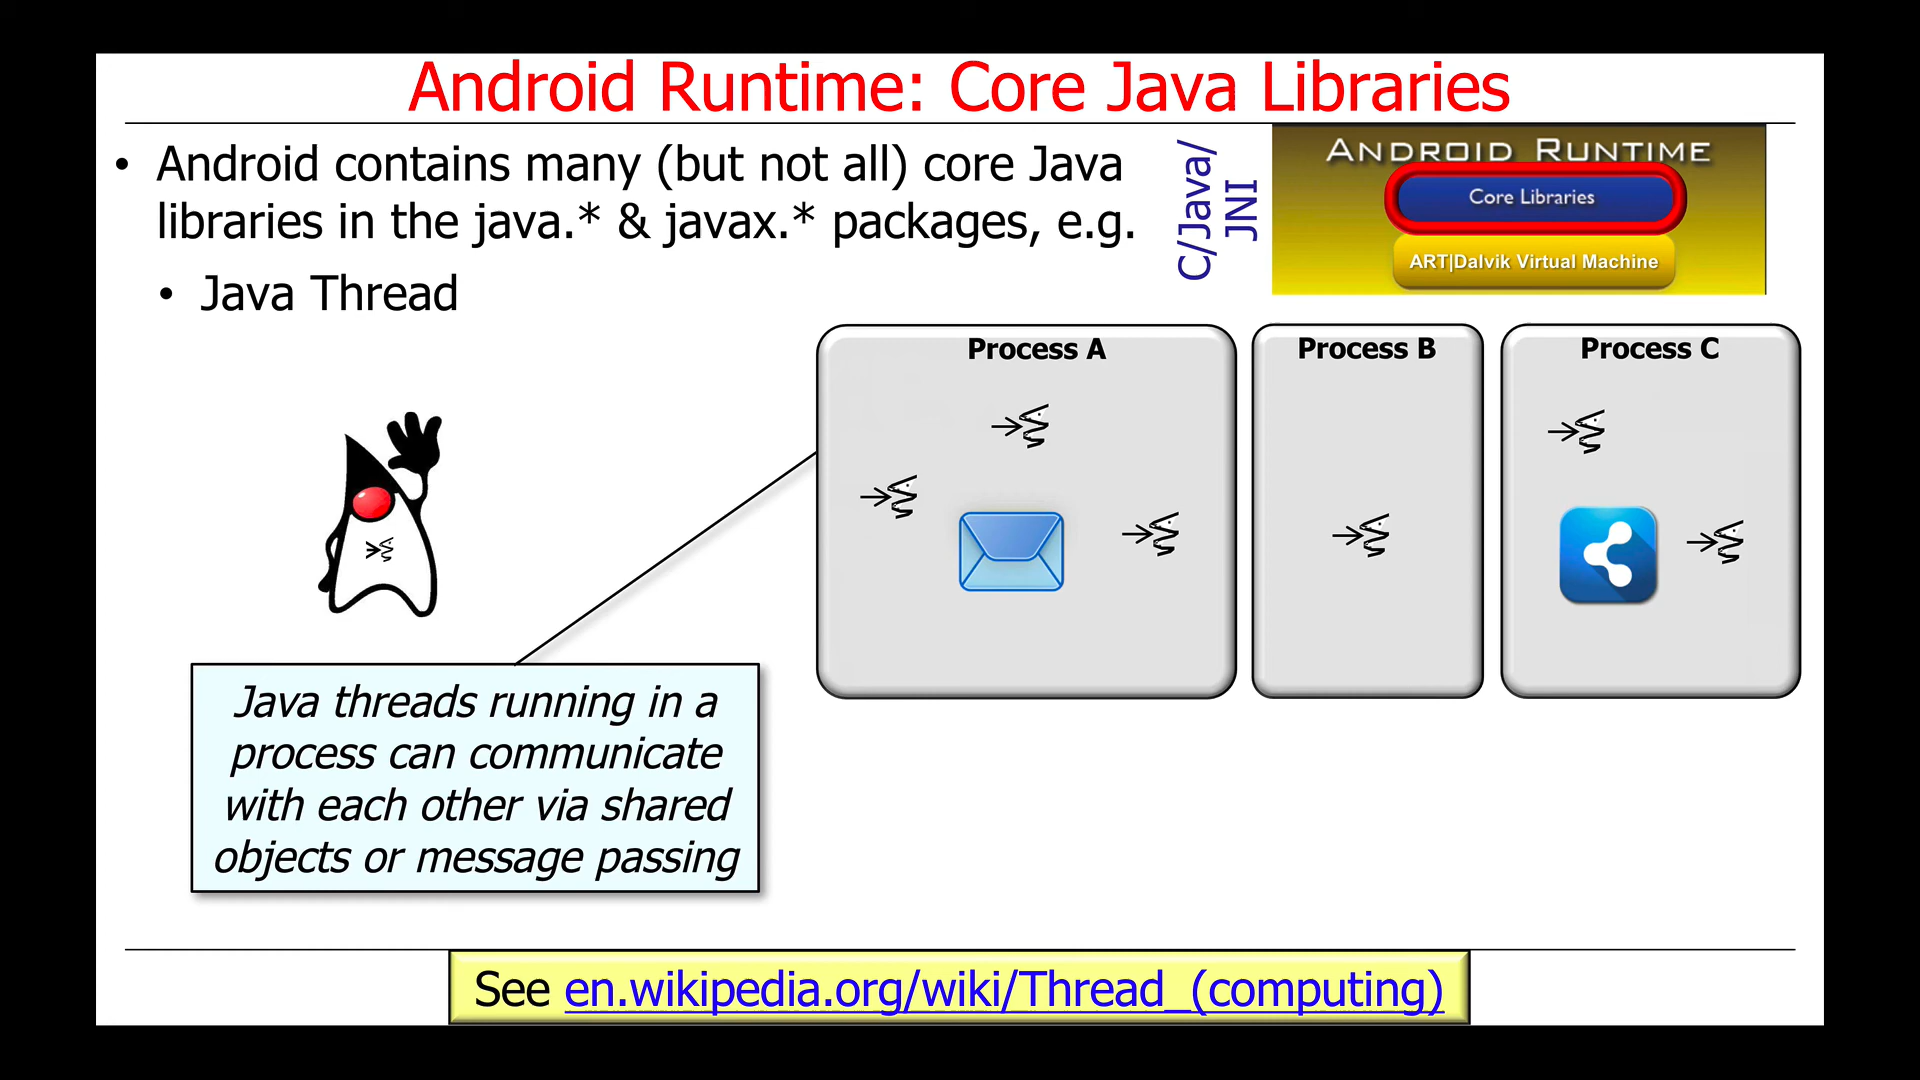 Android Runtime: Core Java Libraries
• Android contains many (but not all) core Java
libraries in the java.* & javax.* packages, e.g.
• Java Thread
C/Java/
JNI
ANDROID RUNTIME
Core Libraries
ART|Dalvik Virtual Machine
Process A
Process B
Process C
Java threads running in a
process can communicate
with each other via shared
objects or message passing
See en.wikipedia.org/wiki/Thread_(computing)